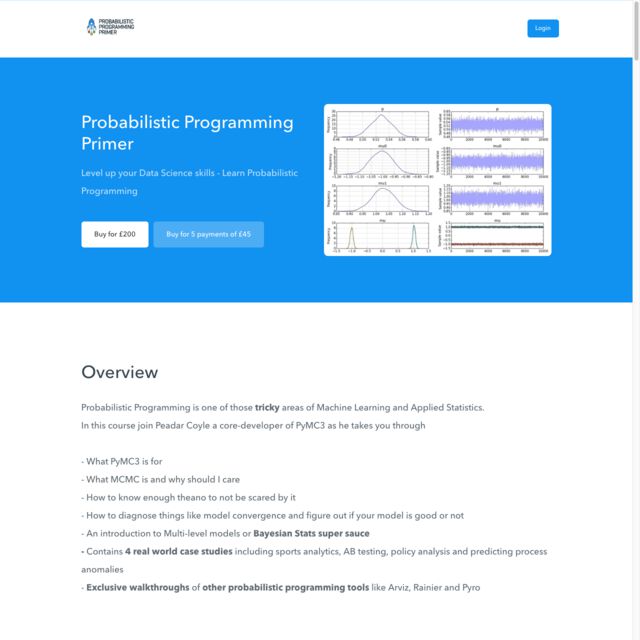 PROBABILISTIC
PROGRAMMING
PRIMER
Login
Probabilistic Programming
Primer
Level up your Data Science skills - Learn Probabilistic
Programming
Buy for £200
Buy for 5 payments of £45
Overview
Probabilistic Programming is one of those tricky areas of Machine Learning and Applied Statistics.
In this course join Peadar Coyle a core-developer of PyMC3 as he takes you through
- What PyMC3 is for
- What MCMC is and why should I care
- How to know enough theano to not be scared by it
- How to diagnose things like model convergence and figure out if your model is good or not
- An introduction to Multi-level models or Bayesian Stats super sauce
- Contains 4 real world case studies including sports analytics, AB testing, policy analysis and predicting process
anomalies
- Exclusive walkthroughs of other probabilistic programming tools like Arviz, Rainier and Pyro